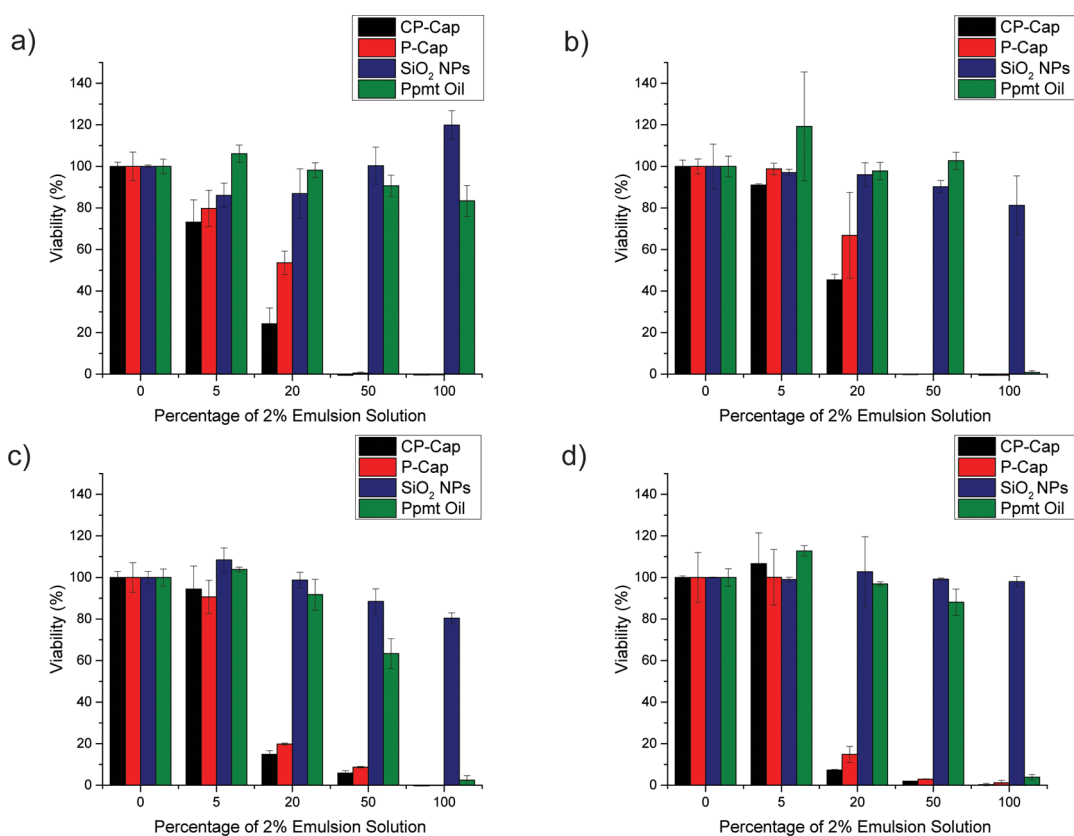 a)
CP-Cap
P-Cap
SiO₂ NPs
Ppmt Oil
Viability (%)
140
120
100
80
60
40
20
0
0 5 20 50 100
Percentage of 2% Emulsion Solution
b)
CP-Cap
P-Cap
SiO₂ NPs
Ppmt Oil
Viability (%)
140
120
100
80
60
40
20
0
0 5 20 50 100
Percentage of 2% Emulsion Solution
c)
CP-Cap
P-Cap
SiO₂ NPs
Ppmt Oil
Viability (%)
140
120
100
80
60
40
20
0
0 5 20 50 100
Percentage of 2% Emulsion Solution
d)
CP-Cap
P-Cap
SiO₂ NPs
Ppmt Oil
Viability (%)
140
120
100
80
60
40
20
0
0 5 20 50 100
Percentage of 2% Emulsion Solution